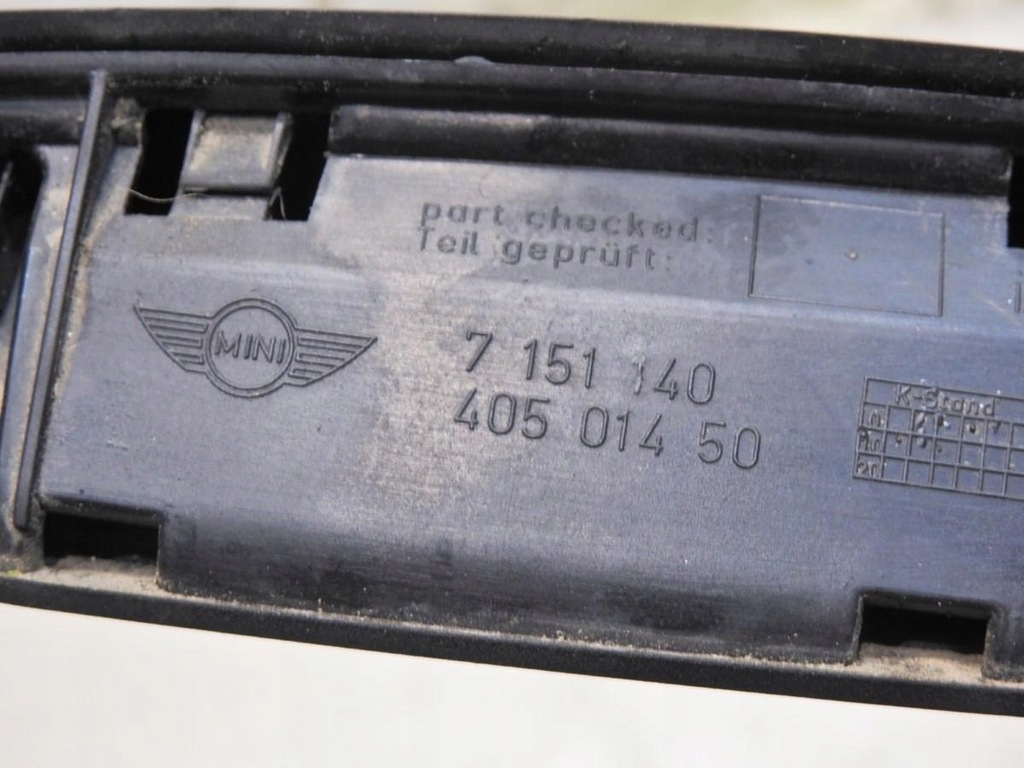 part checked:
Teil geprüft:
MINI
7 151 140
405 014 50
K-Stand